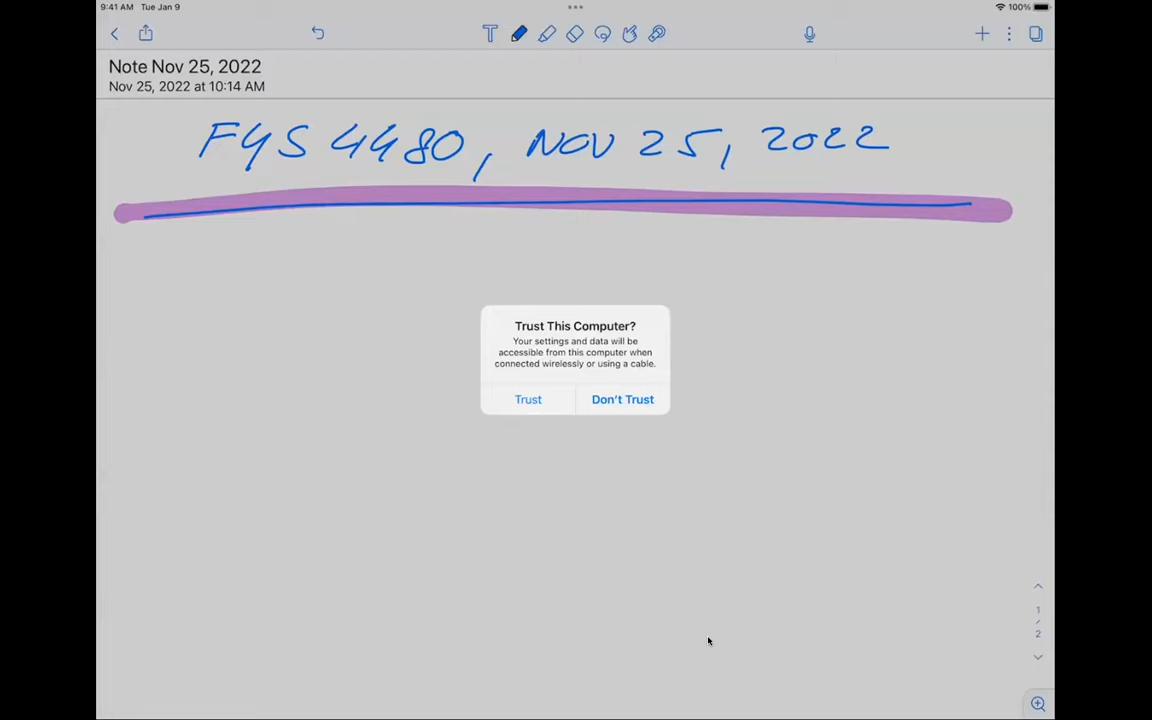 9:41 AM Tue Jan 9
100%
T
Note Nov 25, 2022
Nov 25, 2022 at 10:14 AM
FYS 4480, NOV 25, 2022
Trust This Computer?
Your settings and data will be
accessible from this computer when
connected wirelessly or using a cable.
Trust Don't Trust
1
/
2